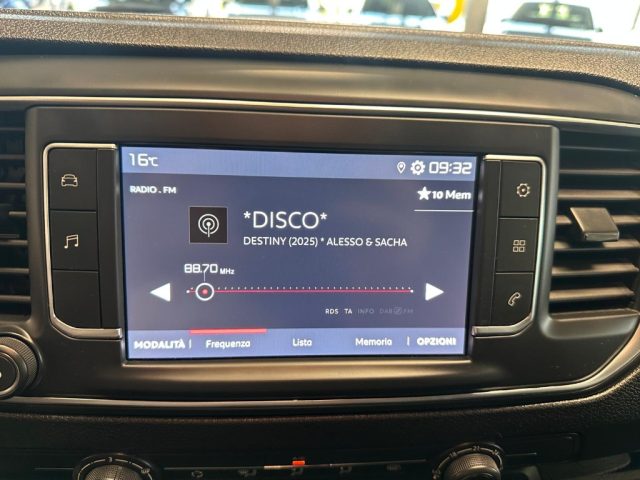 16°C
09:32
RADIO . FM
10 Mem
*DISCO*
DESTINY (2025) * ALESSO & SACHA
88.70 MHz
RDS TA INFO DAB FM
MODALITÀ Frequenza Lista Memoria OPZIONI